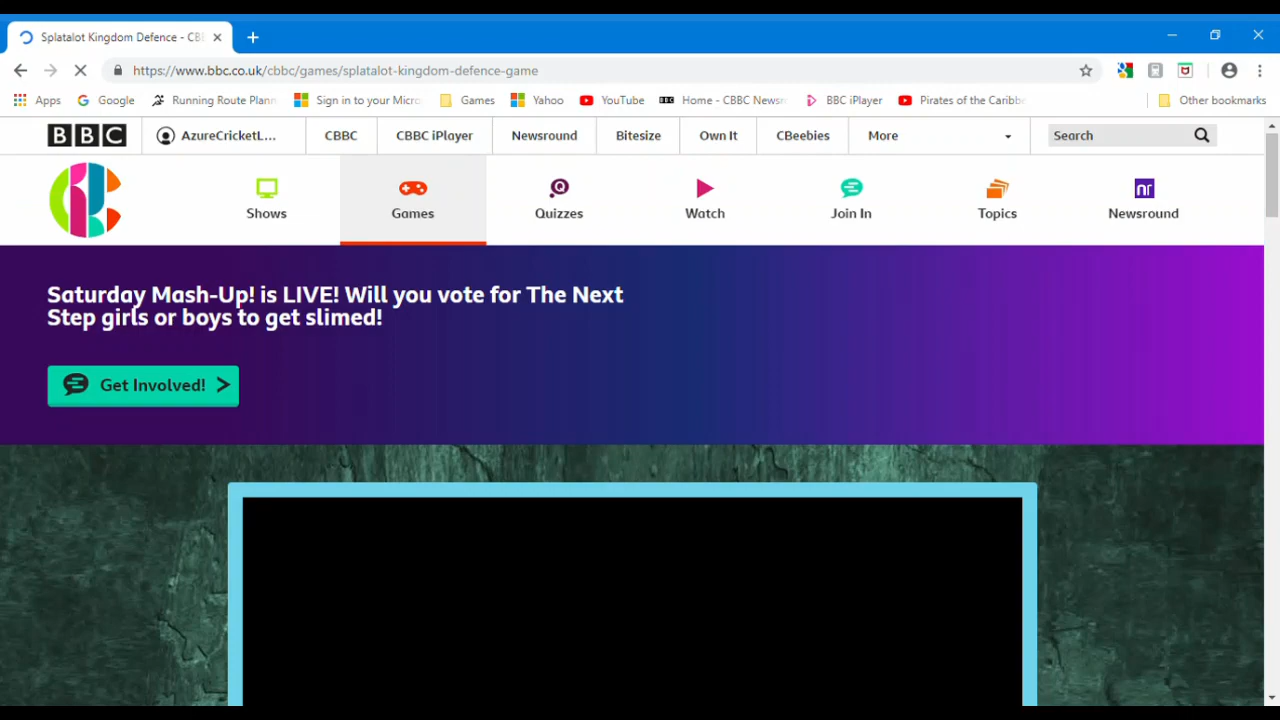 Splatalot Kingdom Defence - CB
https://www.bbc.co.uk/cbbc/games/splatalot-kingdom-defence-game
Apps Google Running Route Plann Sign in to your Micro Games Yahoo YouTube BBC Home - CBBC Newsr BBC iPlayer Pirates of the Caribbe Other bookmarks
BBC AzureCricketL... CBBC CBBC iPlayer Newsround Bitesize Own It CBeebies More Search
Shows Games Quizzes Watch Join In Topics nr Newsround
Saturday Mash-Up! is LIVE! Will you vote for The Next
Step girls or boys to get slimed!
Get Involved!